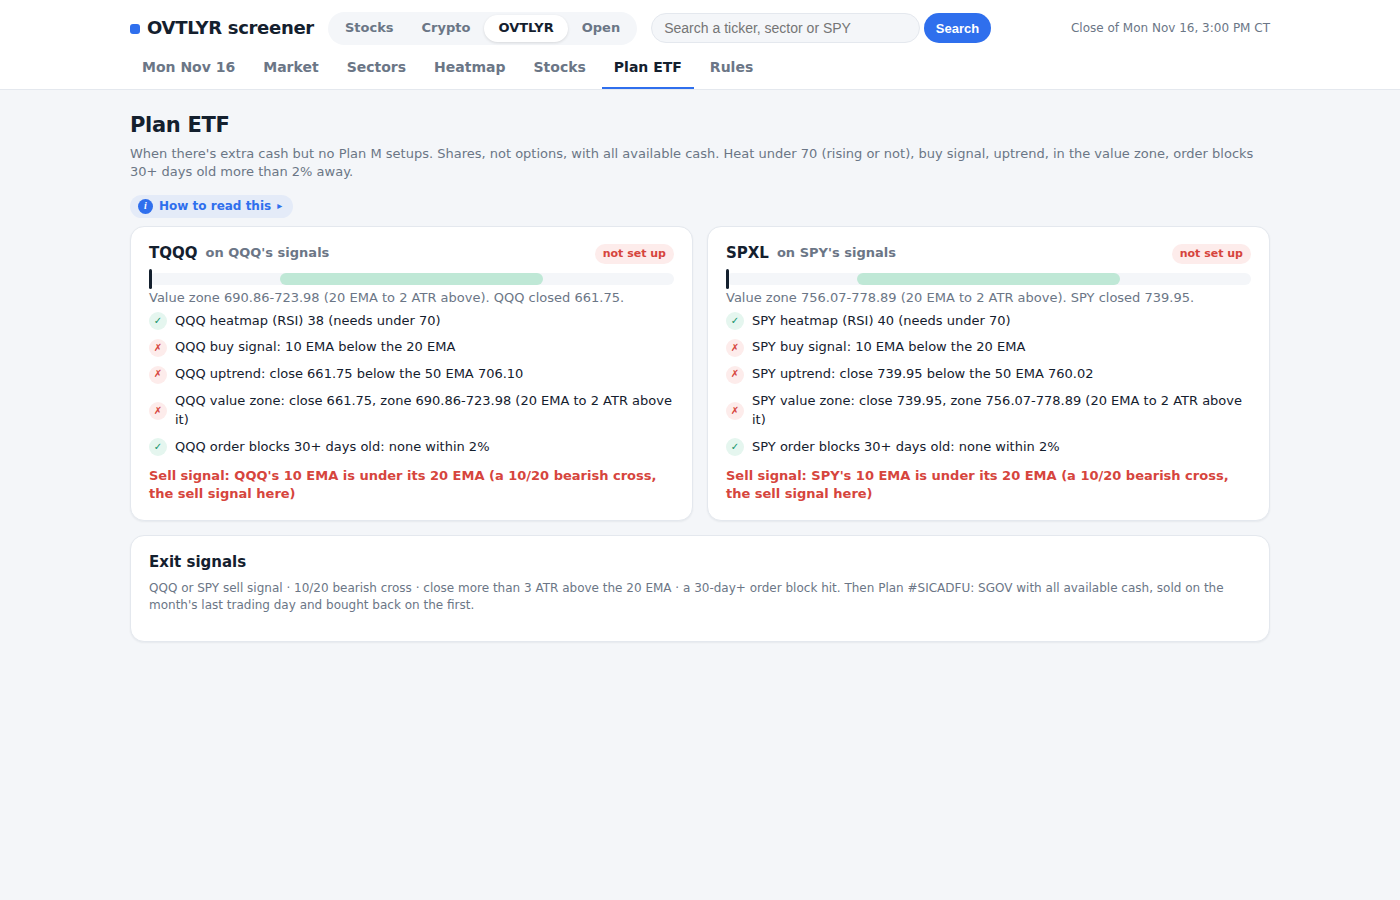 OVTLYR screener
Stocks Crypto OVTLYR Open
Search a ticker, sector or SPY
Search
Close of Mon Nov 16, 3:00 PM CT
Mon Nov 16 Market Sectors Heatmap Stocks Plan ETF Rules
Plan ETF
When there's extra cash but no Plan M setups. Shares, not options, with all available cash. Heat under 70 (rising or not), buy signal, uptrend, in the value zone, order blocks
30+ days old more than 2% away.
i How to read this ▸
TQQQ on QQQ's signals not set up
Value zone 690.86-723.98 (20 EMA to 2 ATR above). QQQ closed 661.75.
✓ QQQ heatmap (RSI) 38 (needs under 70)
✗ QQQ buy signal: 10 EMA below the 20 EMA
✗ QQQ uptrend: close 661.75 below the 50 EMA 706.10
✗ QQQ value zone: close 661.75, zone 690.86-723.98 (20 EMA to 2 ATR above
it)
✓ QQQ order blocks 30+ days old: none within 2%
Sell signal: QQQ's 10 EMA is under its 20 EMA (a 10/20 bearish cross,
the sell signal here)
SPXL on SPY's signals not set up
Value zone 756.07-778.89 (20 EMA to 2 ATR above). SPY closed 739.95.
✓ SPY heatmap (RSI) 40 (needs under 70)
✗ SPY buy signal: 10 EMA below the 20 EMA
✗ SPY uptrend: close 739.95 below the 50 EMA 760.02
✗ SPY value zone: close 739.95, zone 756.07-778.89 (20 EMA to 2 ATR above
it)
✓ SPY order blocks 30+ days old: none within 2%
Sell signal: SPY's 10 EMA is under its 20 EMA (a 10/20 bearish cross,
the sell signal here)
Exit signals
QQQ or SPY sell signal · 10/20 bearish cross · close more than 3 ATR above the 20 EMA · a 30-day+ order block hit. Then Plan #SICADFU: SGOV with all available cash, sold on the
month's last trading day and bought back on the first.